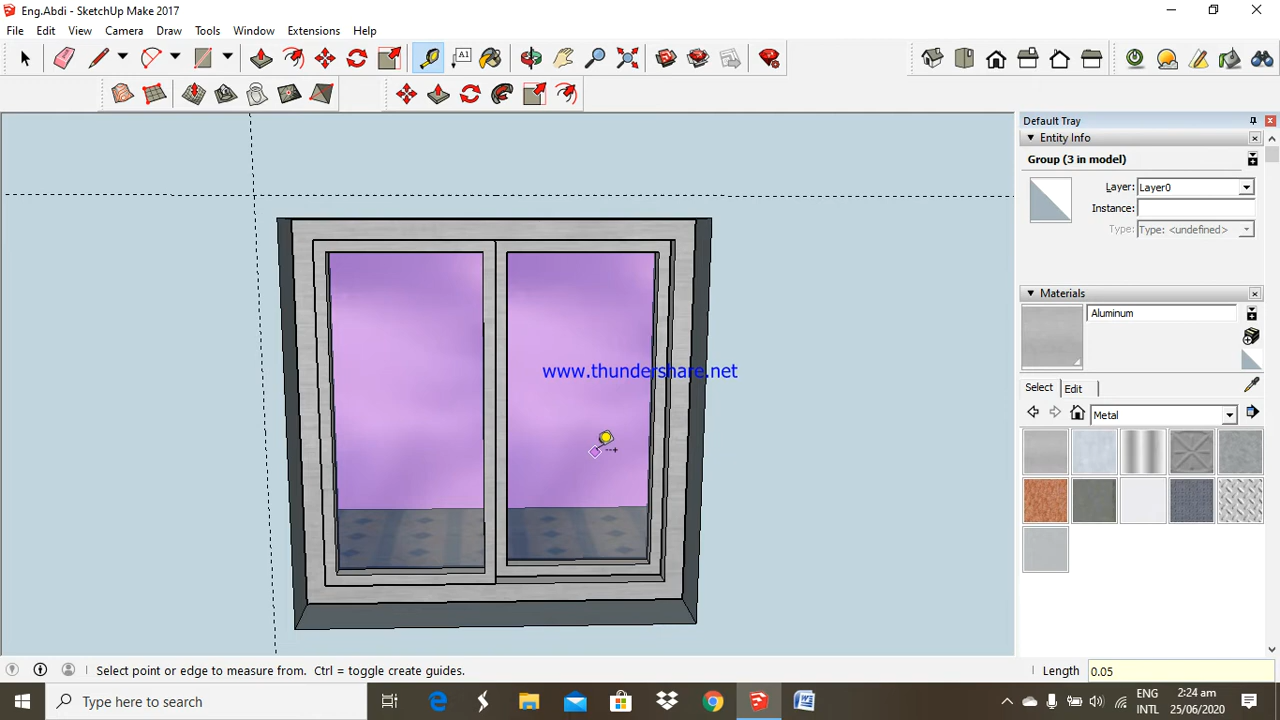 Eng.Abdi - SketchUp Make 2017
File Edit View Camera Draw Tools Window Extensions Help
A1
Default Tray
Entity Info
Group (3 in model)
Layer: Layer0
Instance:
Type: Type: <undefined>
Materials
Aluminum
Select Edit
Metal
www.thundershare.net
Select point or edge to measure from. Ctrl = toggle create guides.
Length 0.05
Type here to search
ENG
INTL
2:24 am
25/06/2020